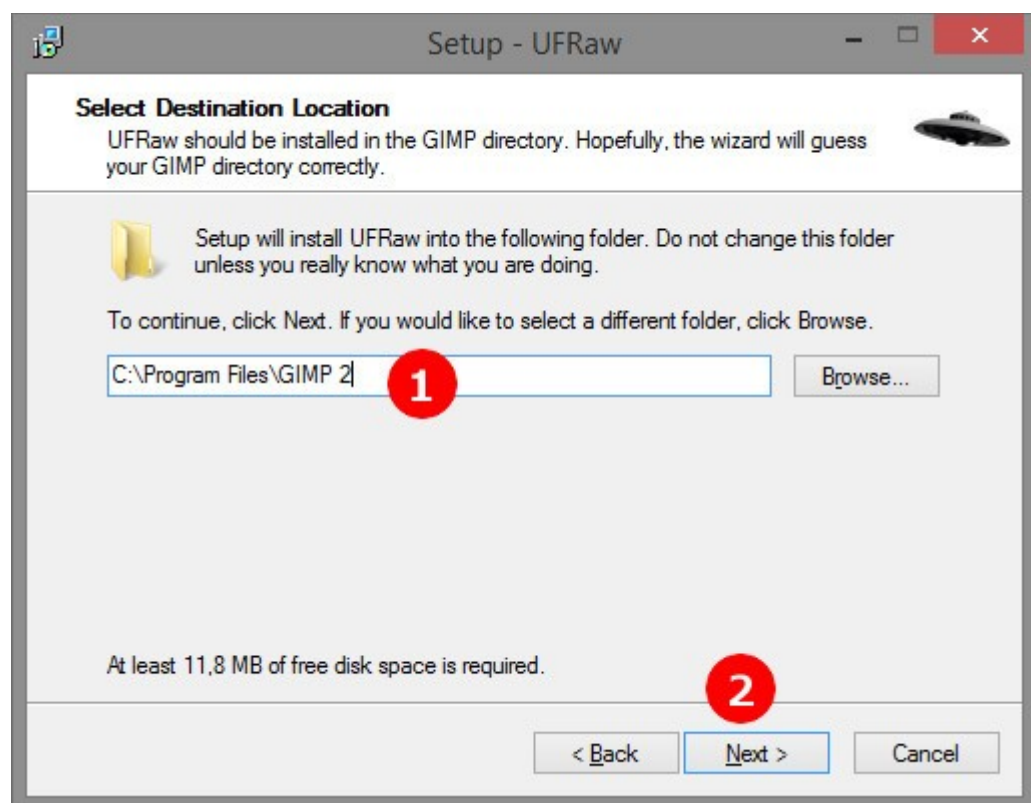 Setup - UFRaw
Select Destination Location
UFRaw should be installed in the GIMP directory. Hopefully, the wizard will guess
your GIMP directory correctly.
Setup will install UFRaw into the following folder. Do not change this folder
unless you really know what you are doing.
To continue, click Next. If you would like to select a different folder, click Browse.
C:\Program Files\GIMP 2
1
Browse...
At least 11,8 MB of free disk space is required.
2
< Back
Next >
Cancel